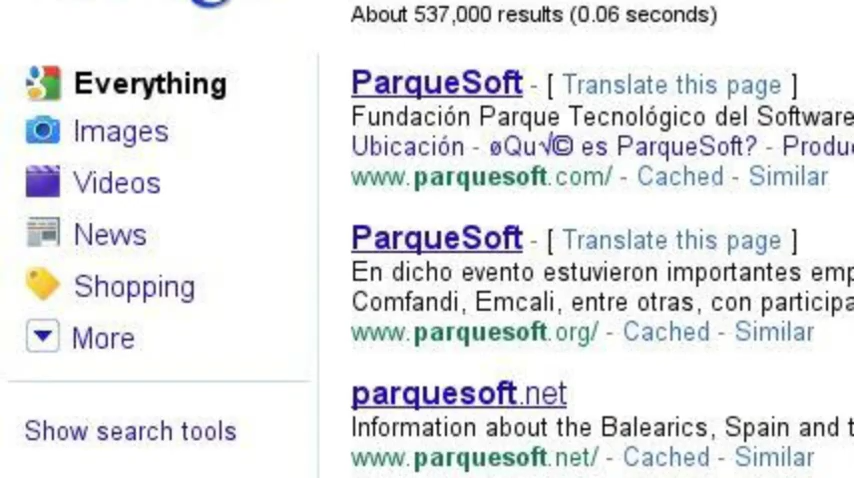 About 537,000 results (0.06 seconds)
Everything
Images
Videos
News
Shopping
More
Show search tools
ParqueSoft - [ Translate this page ]
Fundación Parque Tecnológico del Software
Ubicación - øQu√© es ParqueSoft? - Produ
www.parquesoft.com/ - Cached - Similar
ParqueSoft - [ Translate this page ]
En dicho evento estuvieron importantes emp
Comfandi, Emcali, entre otras, con participa
www.parquesoft.org/ - Cached - Similar
parquesoft.net
Information about the Balearics, Spain and t
www.parquesoft.net/ - Cached - Similar